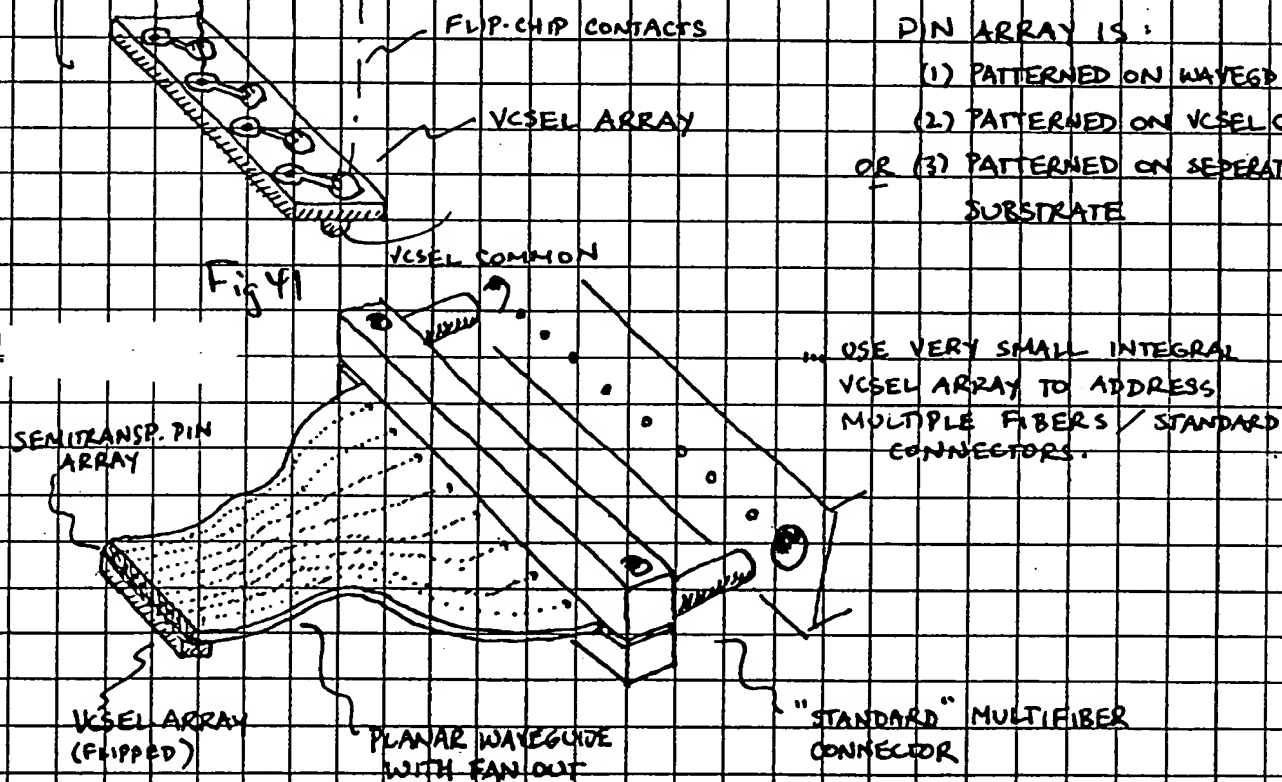 FLIP-CHIP CONTACTS
VCSEL ARRAY
VCSEL COMMON
Fig 41
PIN ARRAY IS:
(1) PATTERNED ON WAVEGD
(2) PATTERNED ON VCSEL C
OR (3) PATTERNED ON SEPERAT
SUBSTRATE
... USE VERY SMALL INTEGRAL
VCSEL ARRAY TO ADDRESS
MULTIPLE FIBERS / STANDARD
CONNECTORS.
SEMITRANSP. PIN
ARRAY
VCSEL ARRAY
(FLIPPED)
PLANAR WAVEGUIDE
WITH FAN OUT
"STANDARD" MULTIFIBER
CONNECTOR